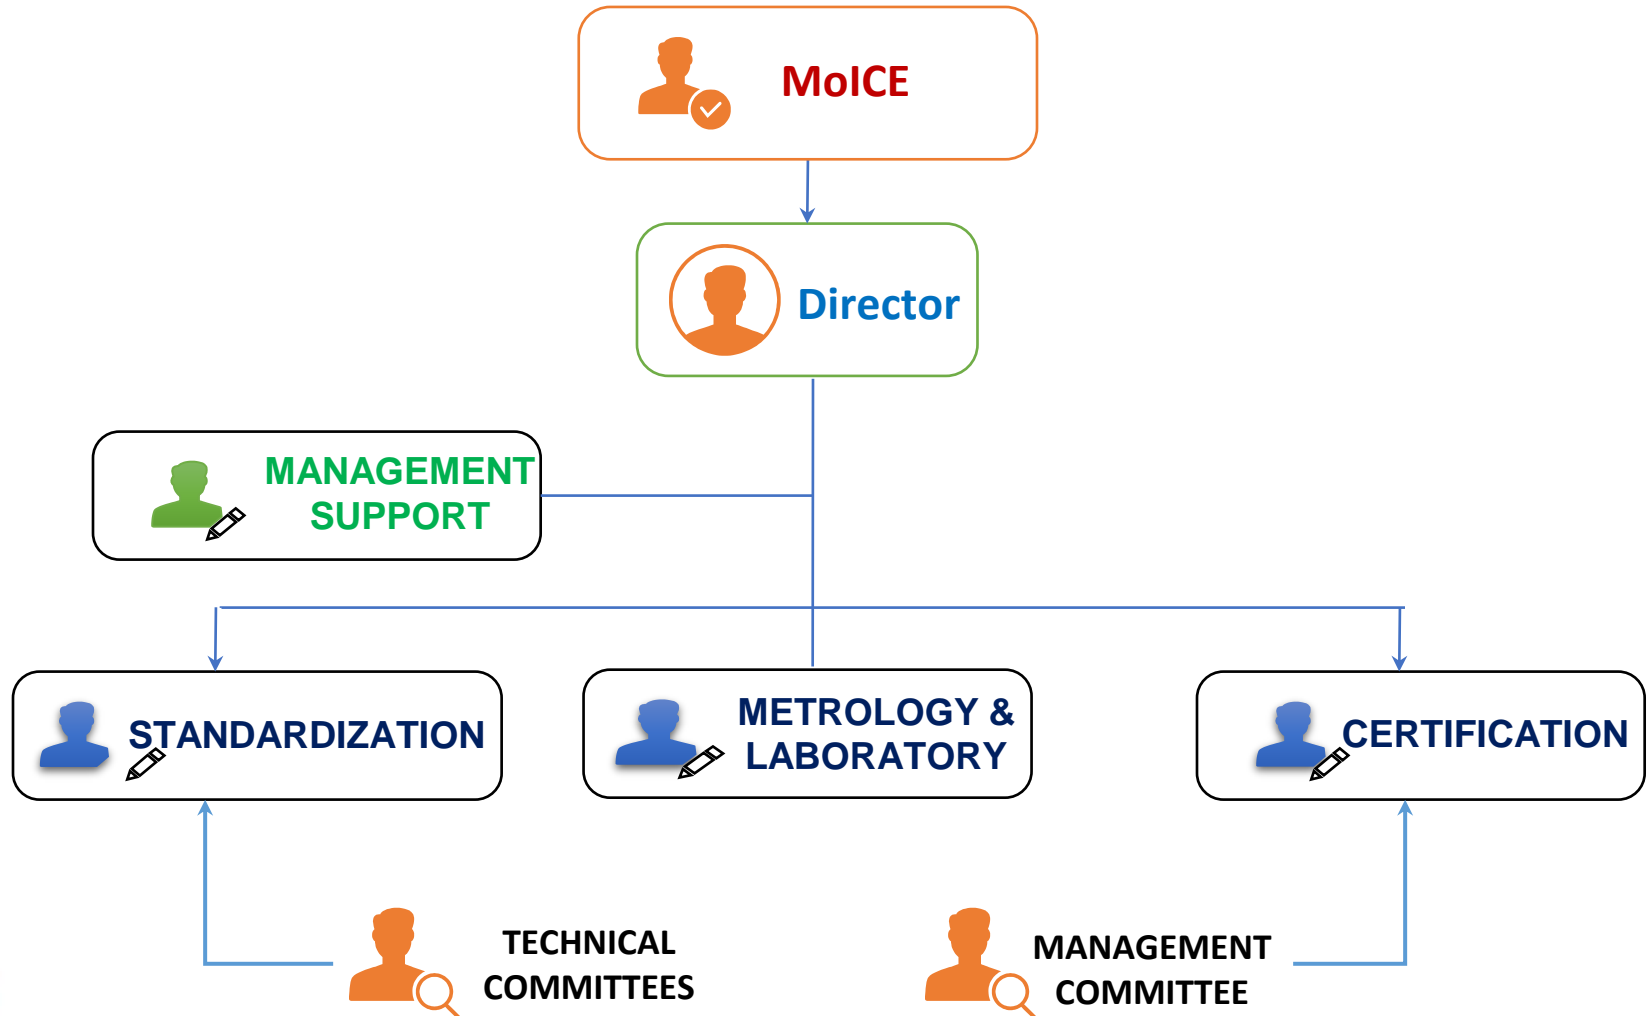 MoICE
Director
MANAGEMENT
SUPPORT
STANDARDIZATION
METROLOGY &
LABORATORY
CERTIFICATION
TECHNICAL
COMMITTEES
MANAGEMENT
COMMITTEE